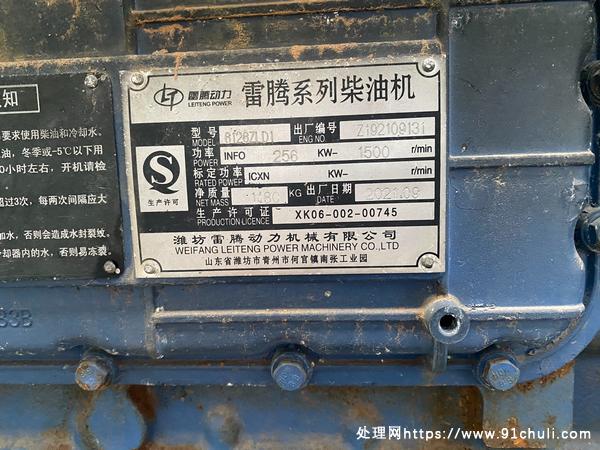 知
要求使用柴油和冷却水。
油，冬季或-5℃以下用
小时左右，开机请检
超过3次，每两次间隔应大
加水，否则会造成水封裂纹
却器内的水，否则易冻裂。
LT 雷腾动力 LEITENG POWER
雷腾系列柴油机
型号 MODEL 出厂编号 ENG NO Z192109131
功率 POWER INFO 256 KW- 1500 r/min
标定功率 RATED POWER ICXN KW- r/min
净质量 NET MASS KG 出厂日期 DATE 2021.09
生产许可证 PRODUCTION LICENCE XK06-002-00745
生产许可
潍坊雷腾动力机械有限公司
WEIFANG LEITENG POWER MACHINERY CO.,LTD
山东省潍坊市青州市何官镇南张工业园
处理网https://www.91chuli.com/